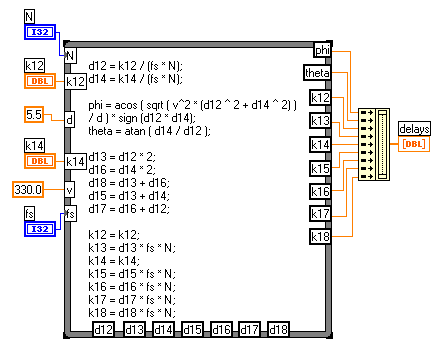 N
I32
N
k12
DBL
k12
5.5
d
k14
DBL
k14
330.0
v
fs
I32
fs
d12 = k12 / (fs * N);
d14 = k14 / (fs * N);
phi = acos ( sqrt ( v^2 * (d12 ^ 2 + d14 ^ 2) )
/ d ) * sign (d12 * d14);
theta = atan ( d14 / d12 );
d13 = d12 * 2;
d16 = d14 * 2;
d18 = d13 + d16;
d15 = d13 + d14;
d17 = d16 + d12;
k12 = k12;
k13 = d13 * fs * N;
k14 = k14;
k15 = d15 * fs * N;
k16 = d16 * fs * N;
k17 = d17 * fs * N;
k18 = d18 * fs * N;
phi
theta
k12
k13
k14
k15
k16
k17
k18
delays
[DBL]
d12 d13 d14 d15 d16 d17 d18